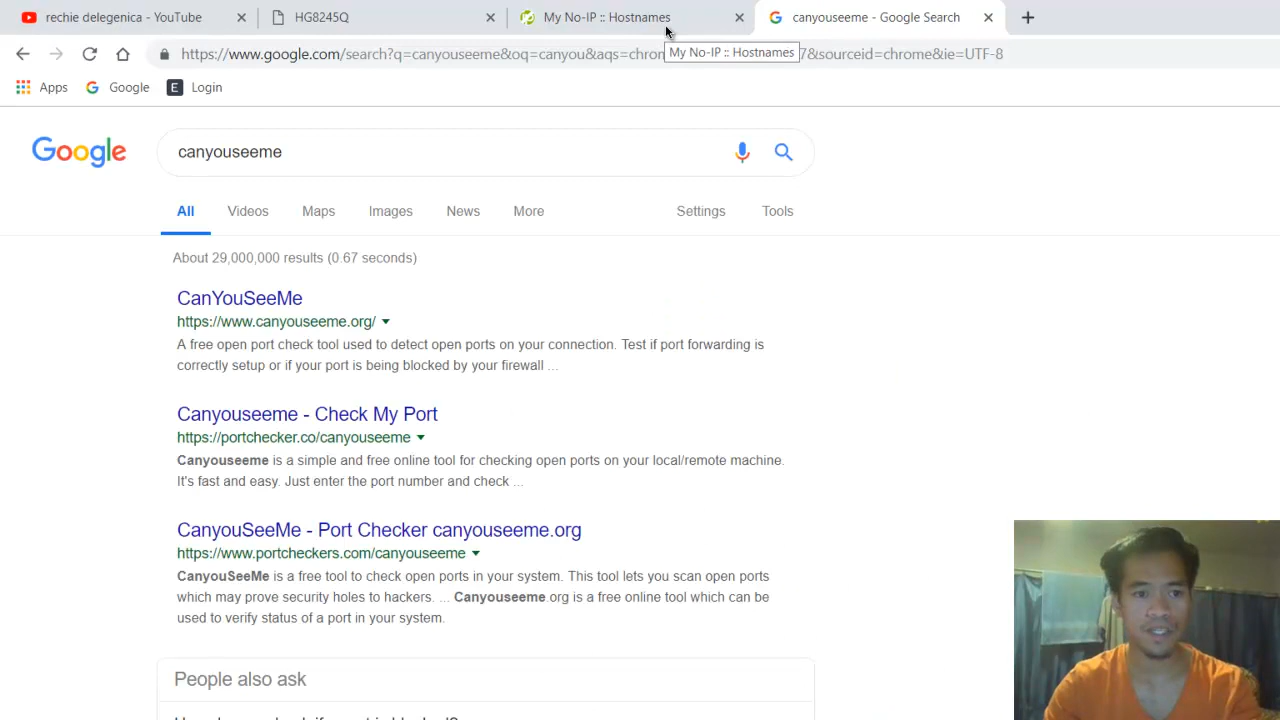 rechie delegenica - YouTube
HG8245Q
My No-IP :: Hostnames
canyouseeme - Google Search
https://www.google.com/search?q=canyouseeme&oq=canyou&aqs=chrom
My No-IP :: Hostnames
7&sourceid=chrome&ie=UTF-8
Apps
Google
E
Login
Google
canyouseeme
All
Videos
Maps
Images
News
More
Settings
Tools
About 29,000,000 results (0.67 seconds)
CanYouSeeMe
https://www.canyouseeme.org/
A free open port check tool used to detect open ports on your connection. Test if port forwarding is
correctly setup or if your port is being blocked by your firewall ...
Canyouseeme - Check My Port
https://portchecker.co/canyouseeme
Canyouseeme is a simple and free online tool for checking open ports on your local/remote machine.
It's fast and easy. Just enter the port number and check ...
CanyouSeeMe - Port Checker canyouseeme.org
https://www.portcheckers.com/canyouseeme
CanyouSeeMe is a free tool to check open ports in your system. This tool lets you scan open ports
which may prove security holes to hackers. ... Canyouseeme.org is a free online tool which can be
used to verify status of a port in your system.
People also ask